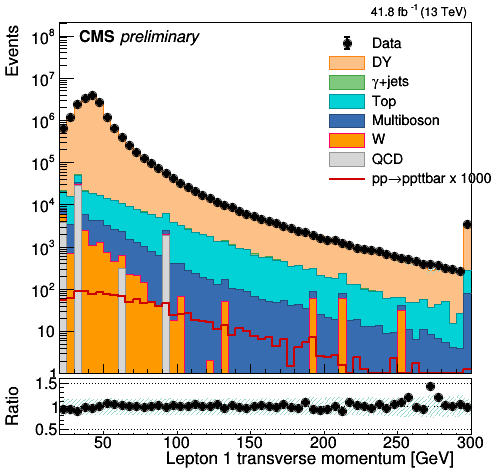 41.8 fb⁻¹ (13 TeV)
CMS preliminary
Events
10⁸
10⁷
10⁶
10⁵
10⁴
10³
10²
10
1
Data
DY
γ+jets
Top
Multiboson
W
QCD
pp→ppttbar x 1000
Ratio
1.5
1
0.5
50 100 150 200 250 300
Lepton 1 transverse momentum [GeV]